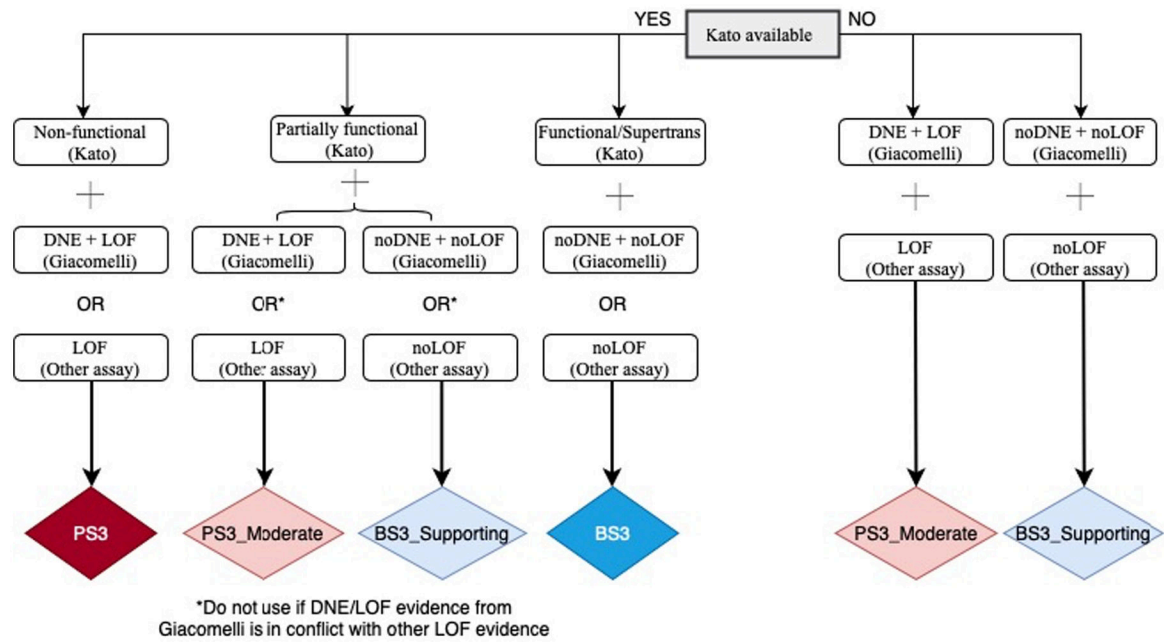 YES
Kato available
NO
Non-functional
(Kato)
Partially functional
(Kato)
Functional/Supertrans
(Kato)
DNE + LOF
(Giacomelli)
noDNE + noLOF
(Giacomelli)
DNE + LOF
(Giacomelli)
DNE + LOF
(Giacomelli)
noDNE + noLOF
(Giacomelli)
noDNE + noLOF
(Giacomelli)
LOF
(Other assay)
noLOF
(Other assay)
OR
OR*
OR*
OR
LOF
(Other assay)
LOF
(Other assay)
noLOF
(Other assay)
noLOF
(Other assay)
PS3
PS3_Moderate
BS3_Supporting
BS3
PS3_Moderate
BS3_Supporting
*Do not use if DNE/LOF evidence from
Giacomelli is in conflict with other LOF evidence